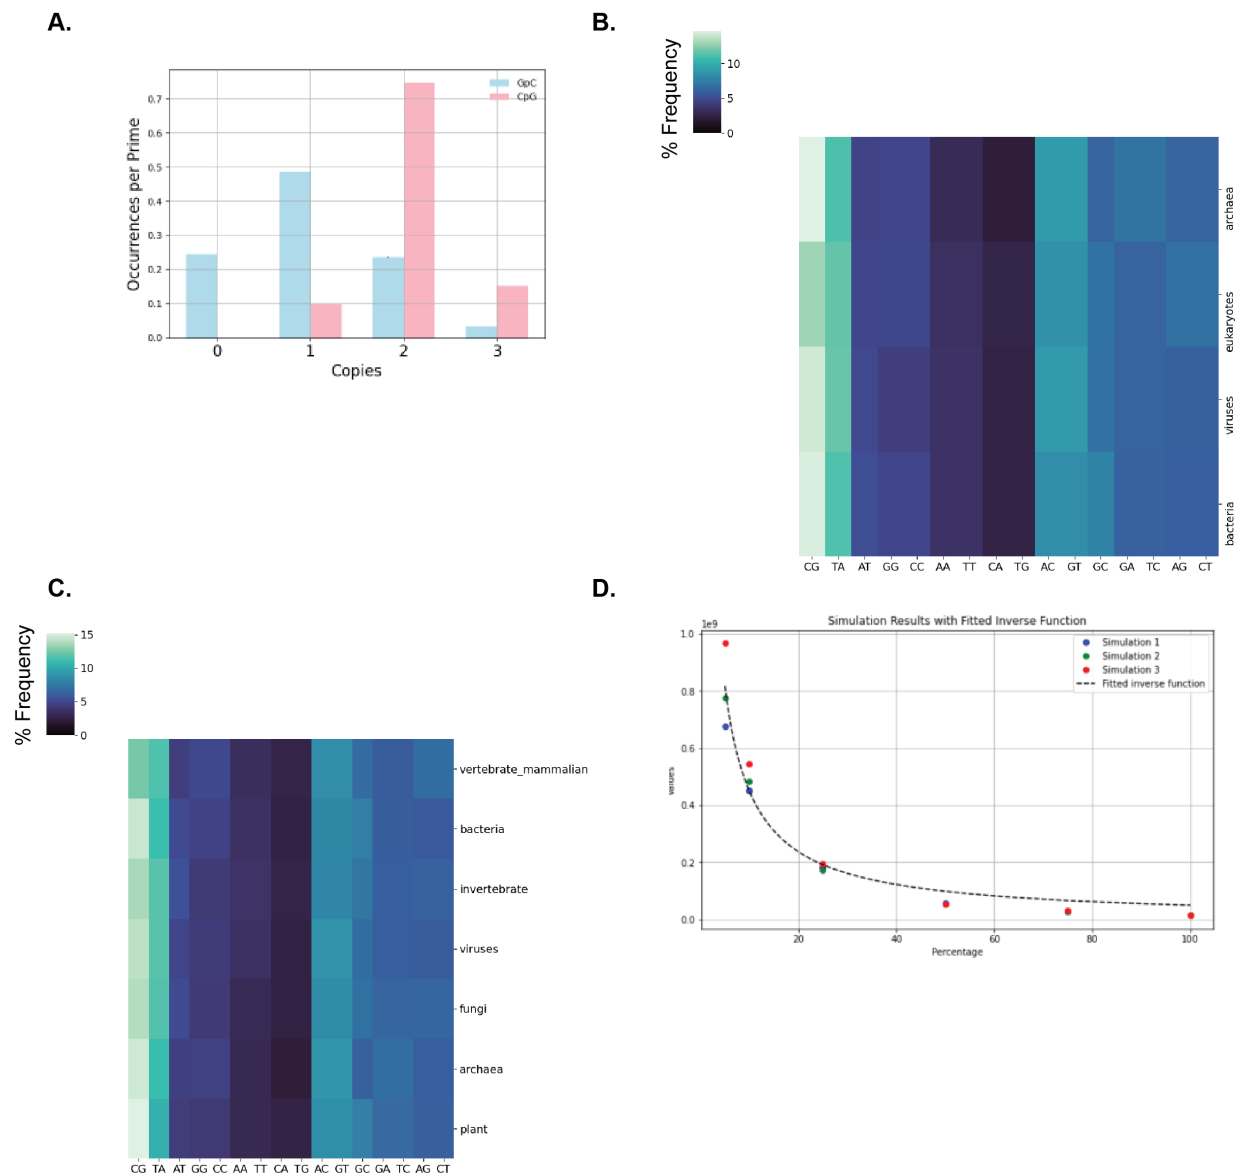 A.
GpC
CpG
0.7
0.6
0.5
0.4
0.3
0.2
0.1
0.0
Occurrences per Prime
0 1 2 3
Copies
B.
% Frequency
10
5
0
archaea
eukaryotes
viruses
bacteria
CG TA AT GG CC AA TT CA TG AC GT GC GA TC AG CT
C.
% Frequency
15
10
5
0
vertebrate_mammalian
bacteria
invertebrate
viruses
fungi
archaea
plant
CG TA AT GG CC AA TT CA TG AC GT GC GA TC AG CT
D.
Simulation Results with Fitted Inverse Function
1e9
1.0
0.8
0.6
0.4
0.2
0.0
Values
Simulation 1
Simulation 2
Simulation 3
Fitted inverse function
20 40 60 80 100
Percentage